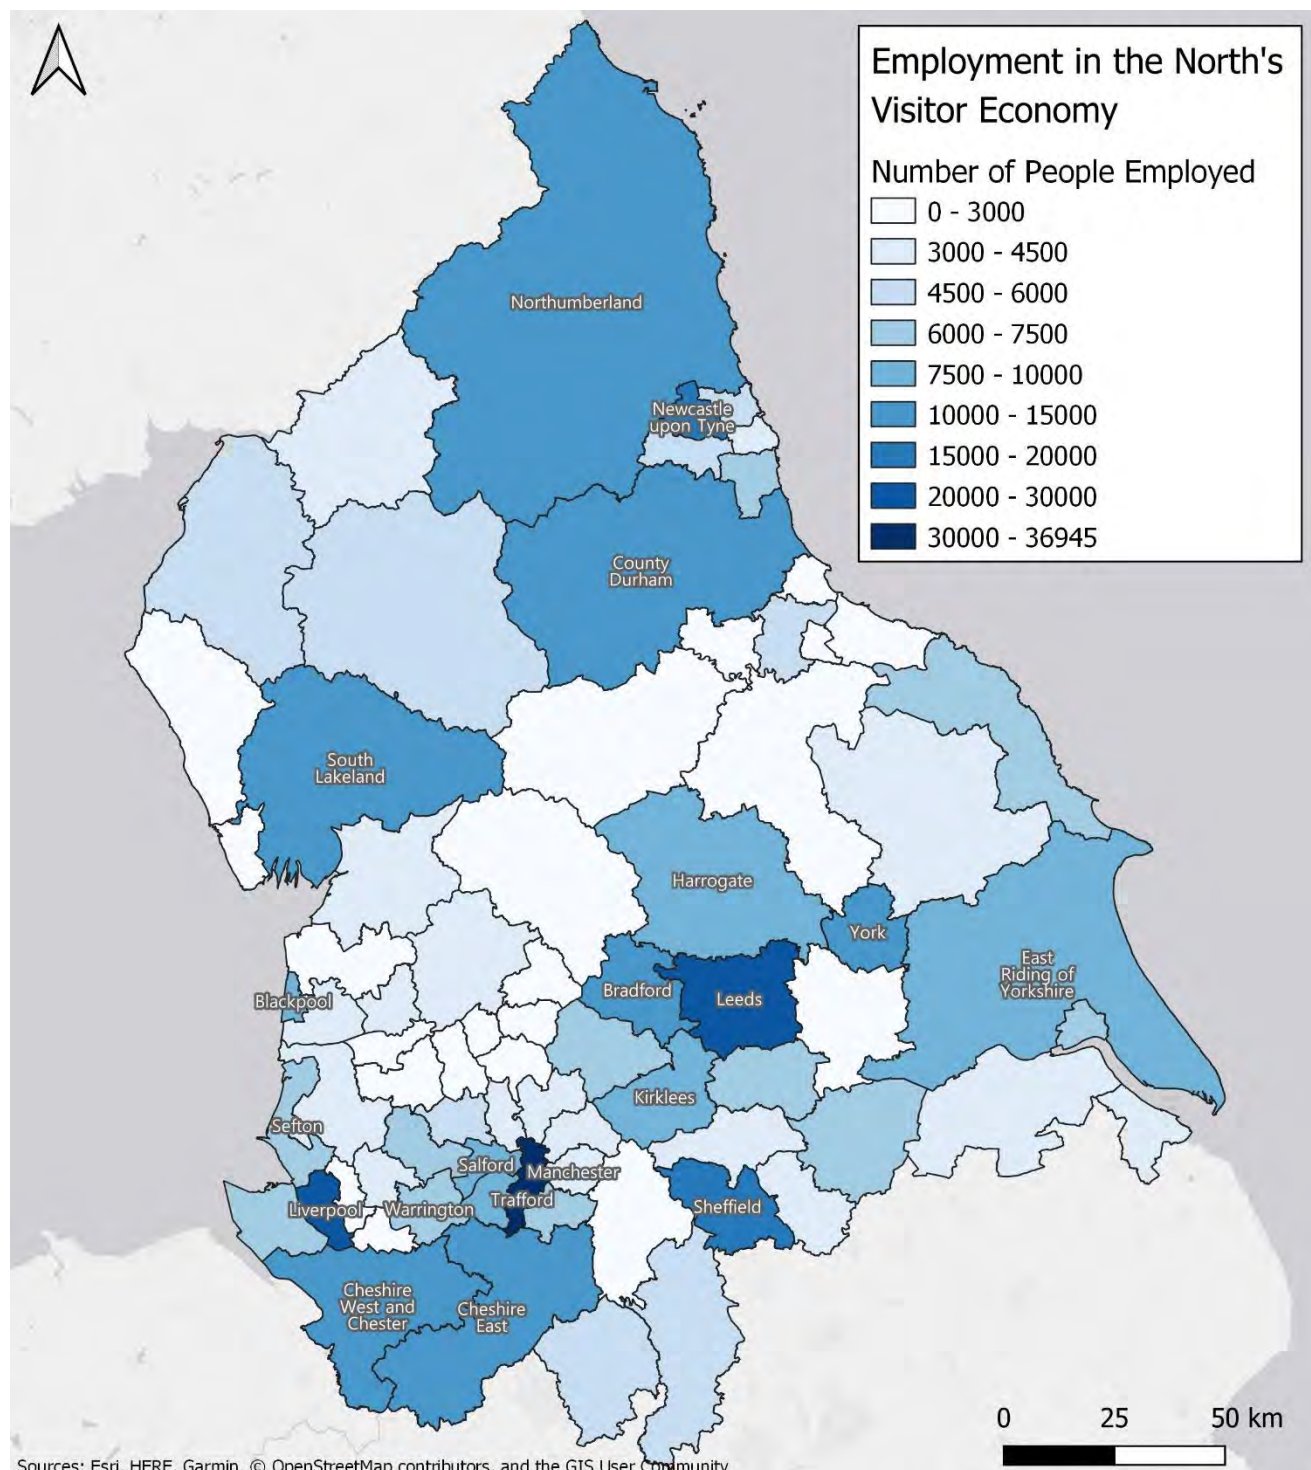 Employment in the North's
Visitor Economy
Number of People Employed
0 - 3000
3000 - 4500
4500 - 6000
6000 - 7500
7500 - 10000
10000 - 15000
15000 - 20000
20000 - 30000
30000 - 36945
Northumberland
Newcastle
upon Tyne
County
Durham
South
Lakeland
Harrogate
York
East
Riding of
Yorkshire
Bradford
Leeds
Blackpool
Kirklees
Sefton
Salford
Manchester
Trafford
Liverpool
Warrington
Sheffield
Cheshire
West and
Chester
Cheshire
East
0 25 50 km
Sources: Esri, HERE, Garmin, © OpenStreetMap contributors, and the GIS User Community